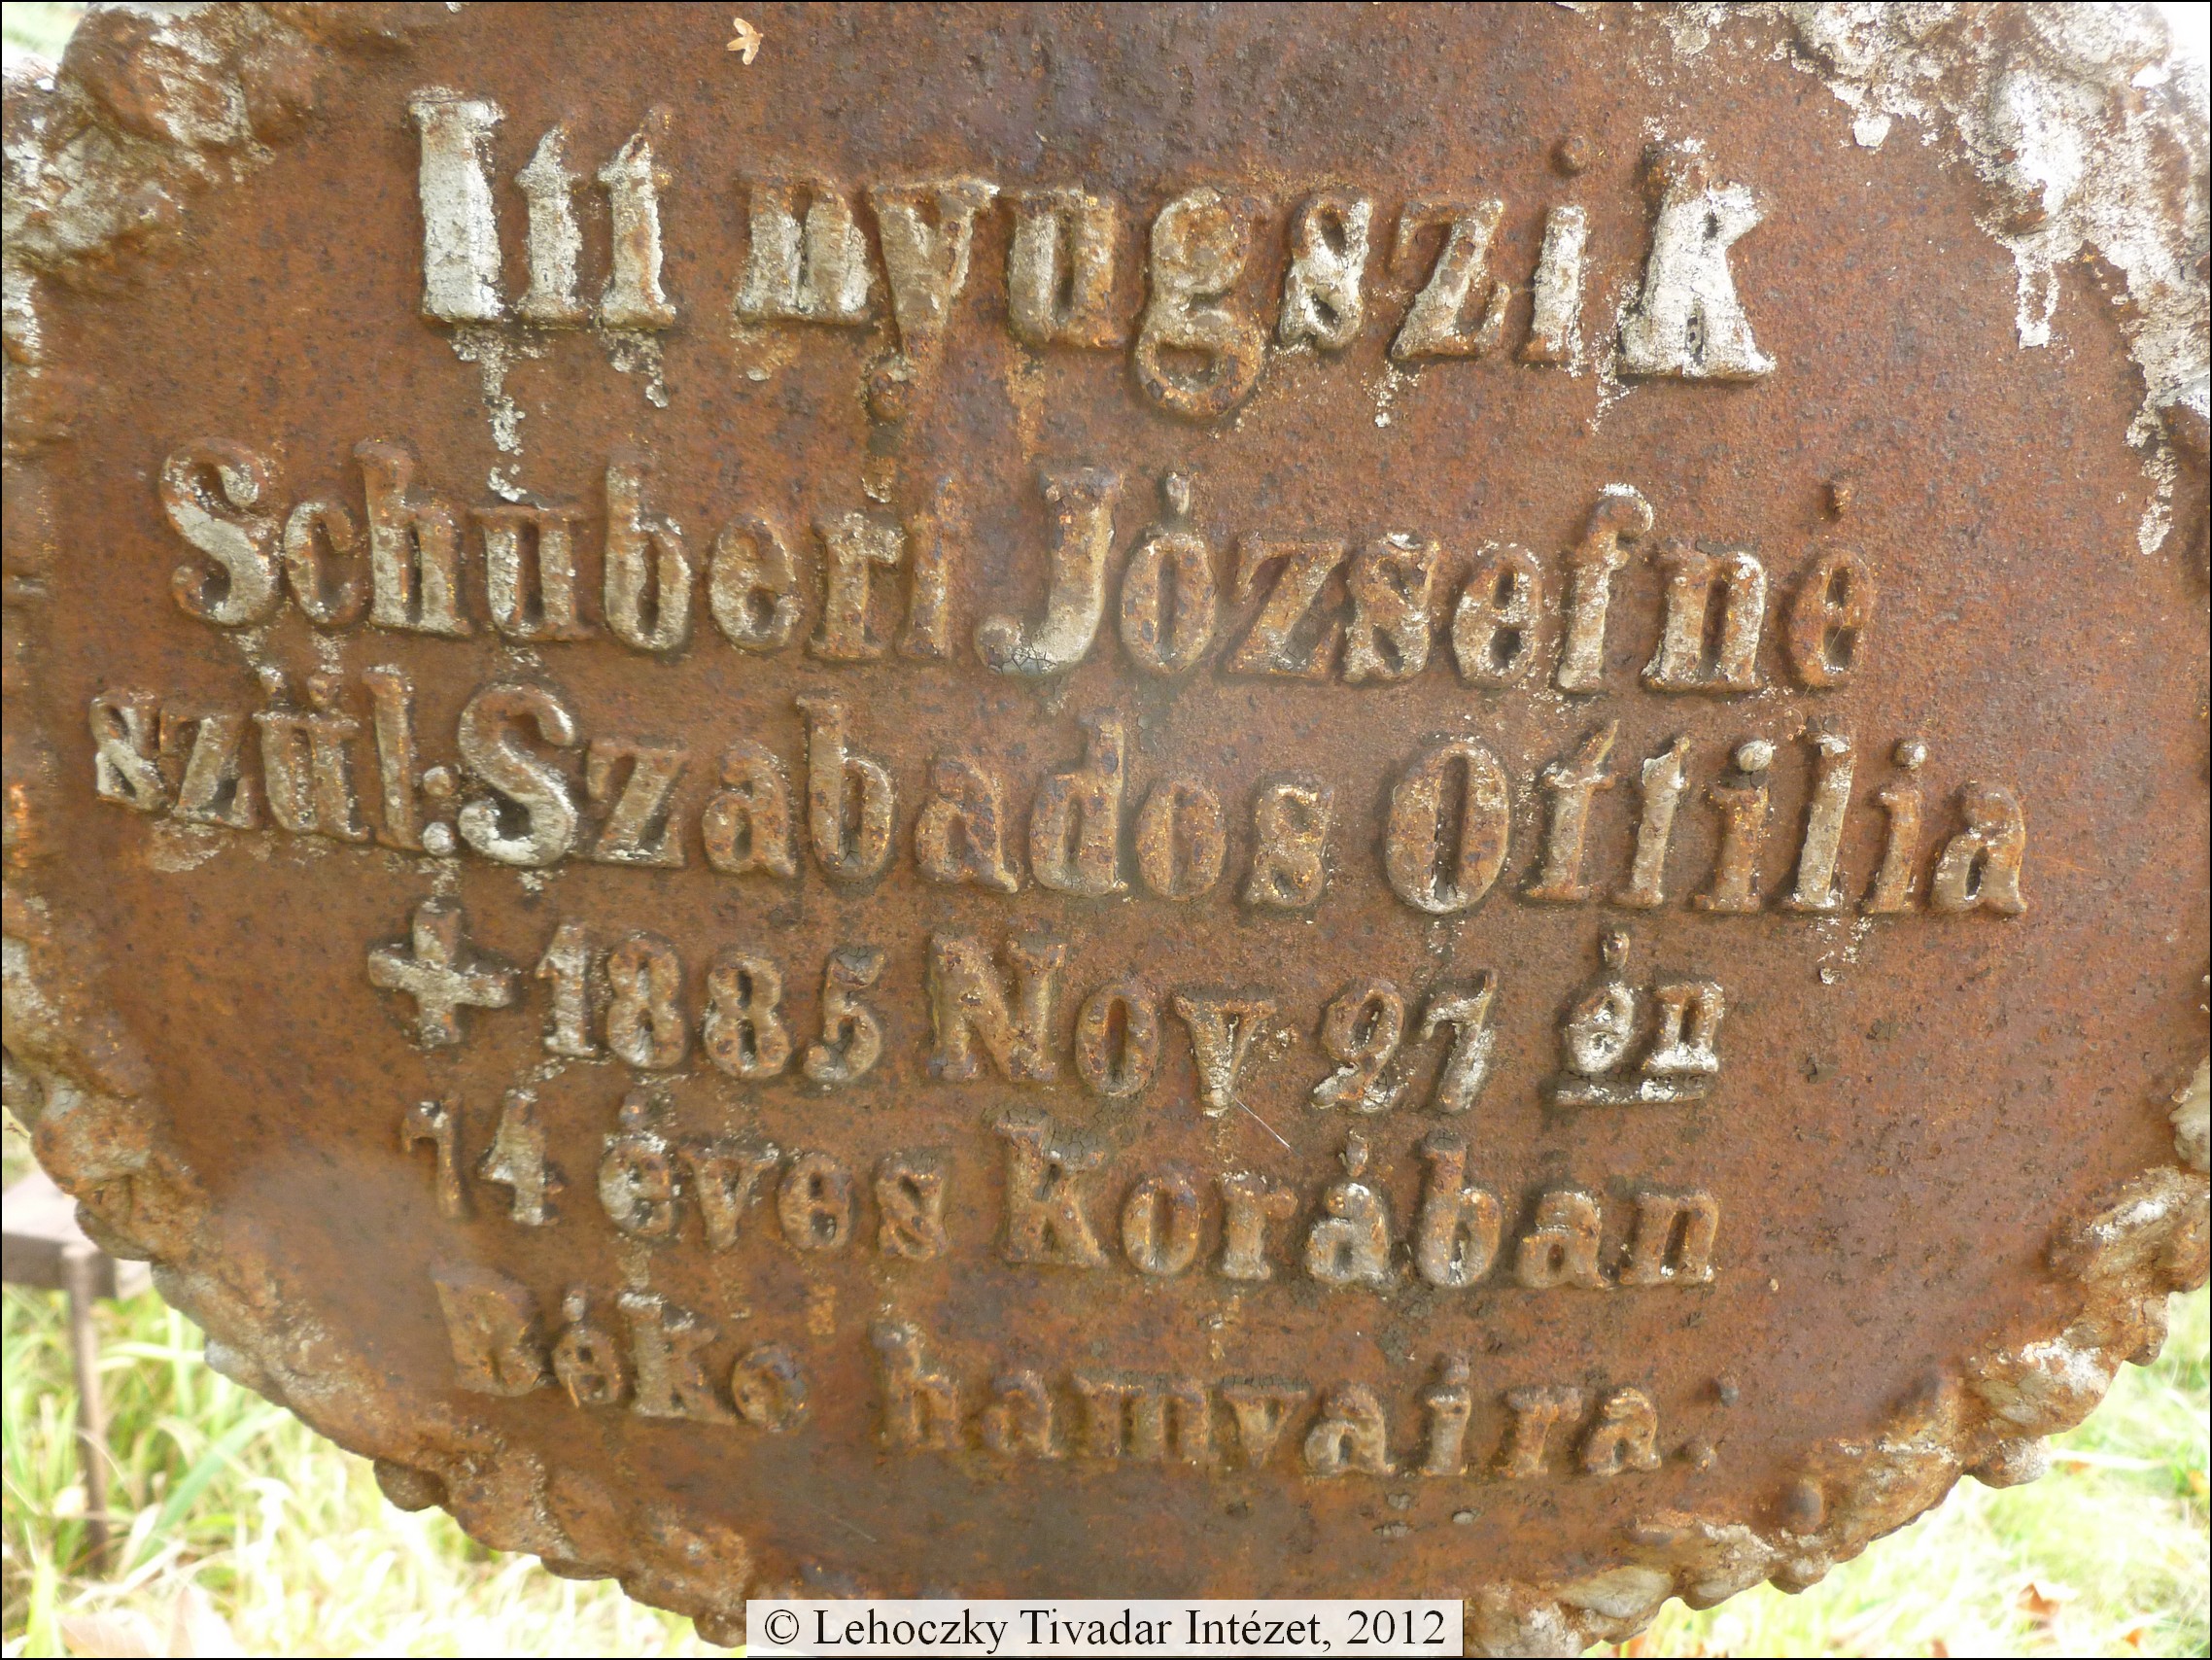 Itt nyugszik
Schubert Józsefné
szül: Szabados Ottilia
+ 1885 Nov 27 én
74 éves Korában
Béke hamvaira.
© Lehoczky Tivadar Intézet, 2012